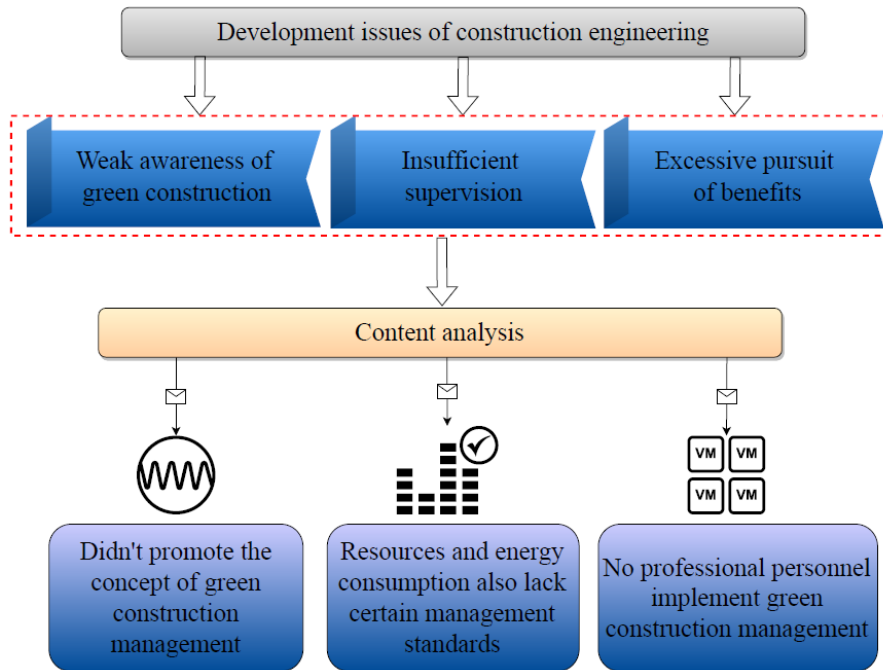 Development issues of construction engineering
Weak awareness of
green construction
Insufficient
supervision
Excessive pursuit
of benefits
Content analysis
VM VM
VM VM
Didn't promote the
concept of green
construction
management
Resources and energy
consumption also lack
certain management
standards
No professional personnel
implement green
construction management